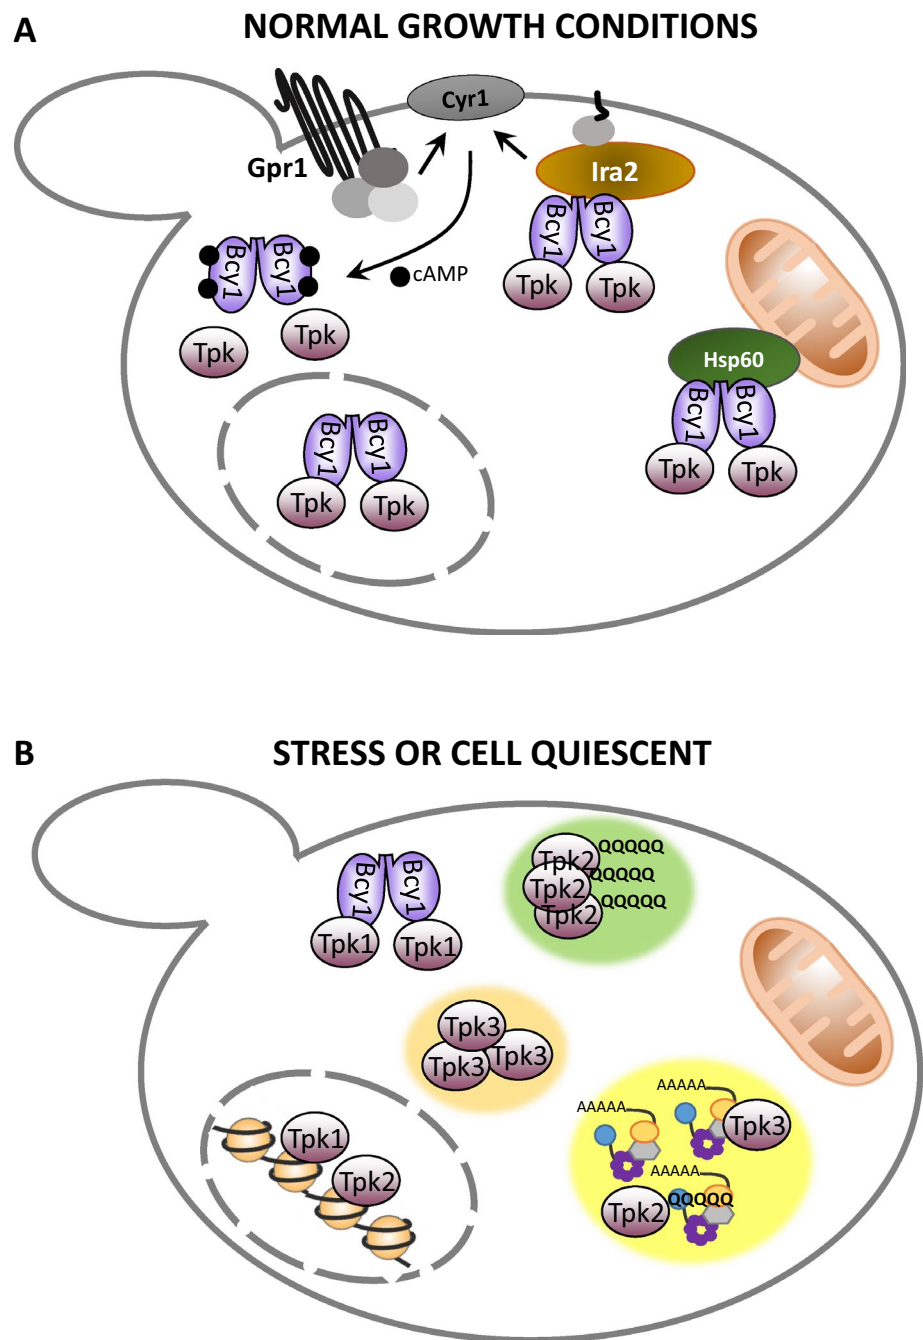 A
NORMAL GROWTH CONDITIONS
Cyr1
Gpr1
Ira2
Bcy1 Bcy1
Bcy1 Bcy1
cAMP
Tpk Tpk
Tpk Tpk
Hsp60
Bcy1 Bcy1
Bcy1 Bcy1
Tpk Tpk
Tpk Tpk
B
STRESS OR CELL QUIESCENT
QQQQQ
Tpk2
QQQQQ
Tpk2
QQQQQ
Tpk2
Bcy1 Bcy1
Tpk1 Tpk1
Tpk3
Tpk3 Tpk3
AAAAA
AAAAA
Tpk3
Tpk1
AAAAA
Tpk2
Tpk2 QQQQQ